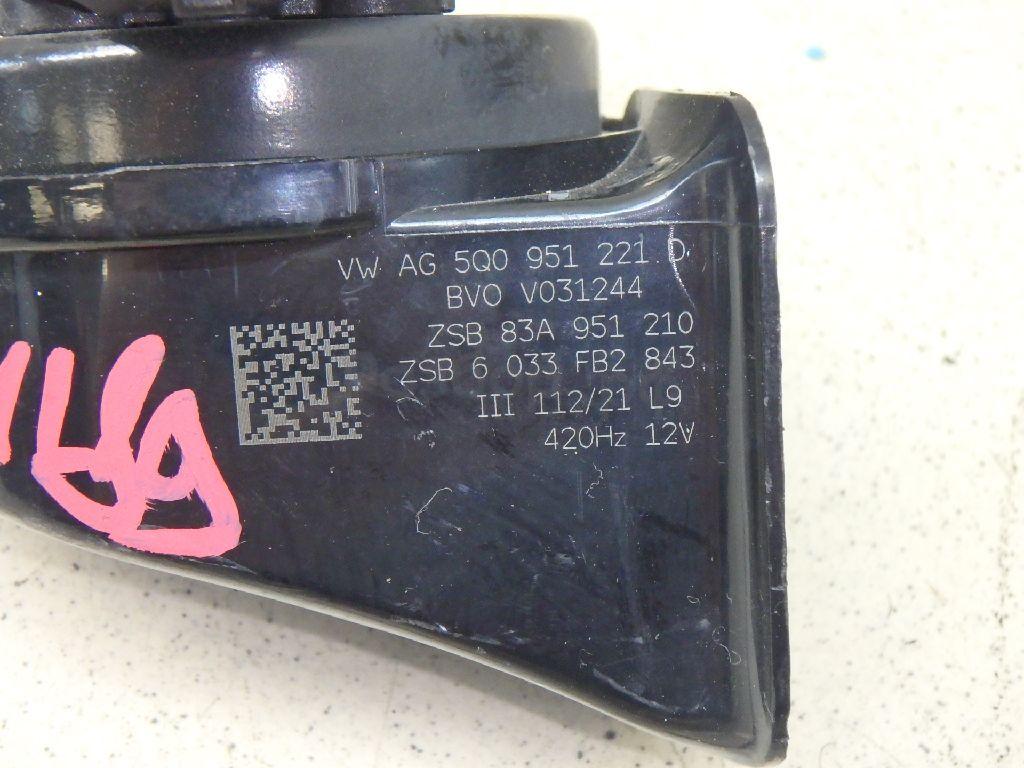 VW AG 5Q0 951 221 D
BVO V031244
ZSB 83A 951 210
ZSB 6 033 FB2 843
III 112/21 L9
420Hz 12V